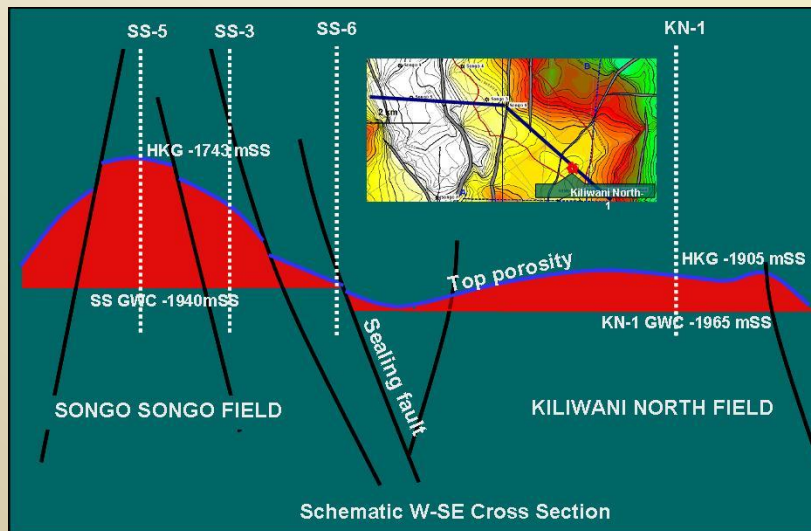 SS-5
SS-3
SS-6
KN-1
2 km
Kiliwani North-
1
HKG -1743 mSS
Top porosity
HKG -1905 mSS
SS GWC -1940mSS
KN-1 GWC -1965 mSS
Sealing fault
SONGO SONGO FIELD
KILIWANI NORTH FIELD
Schematic W-SE Cross Section